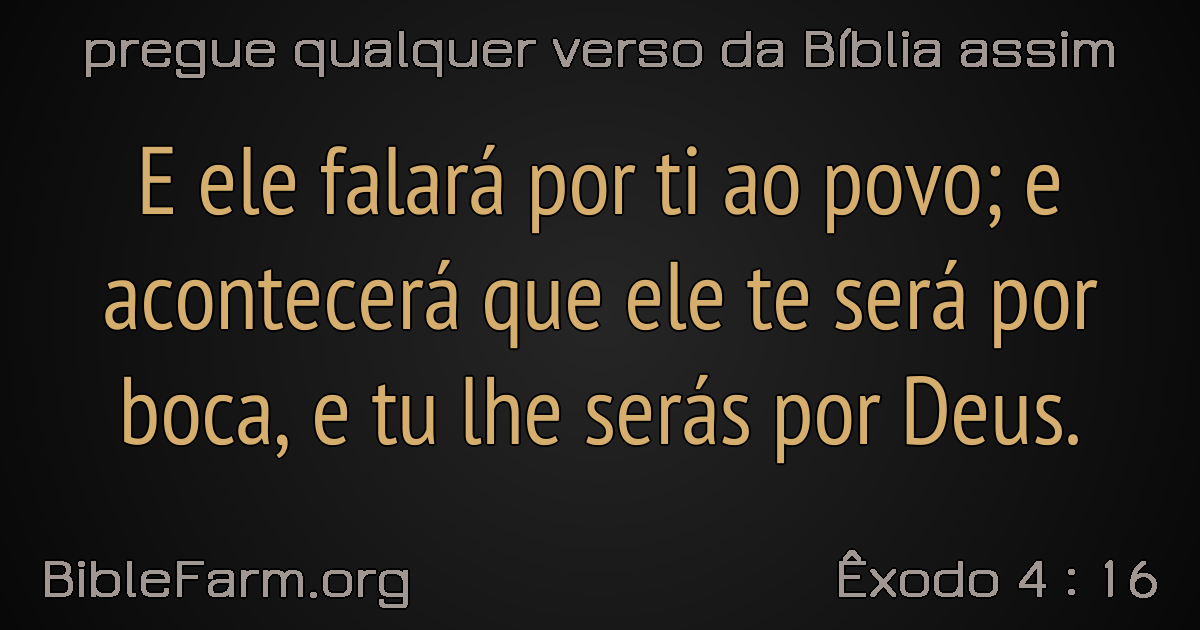 pregue qualquer verso da Bíblia assim
E ele falará por ti ao povo; e
acontecerá que ele te será por
boca, e tu lhe serás por Deus.
BibleFarm.org
Êxodo 4 : 16